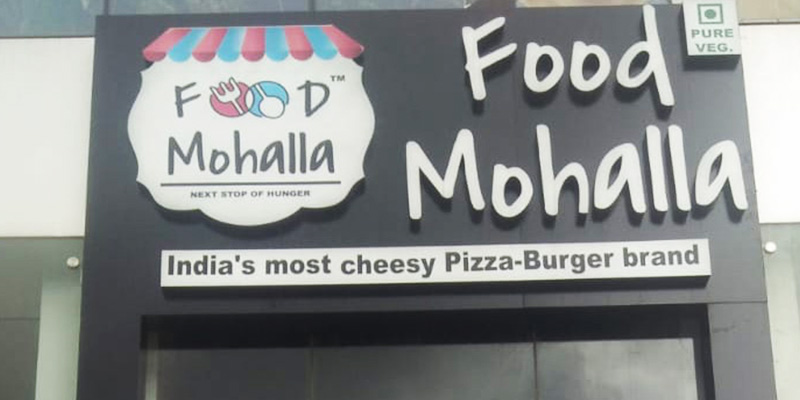 FOOD™
Mohalla
NEXT STOP OF HUNGER
Food
Mohalla
PURE
VEG.
India's most cheesy Pizza-Burger brand